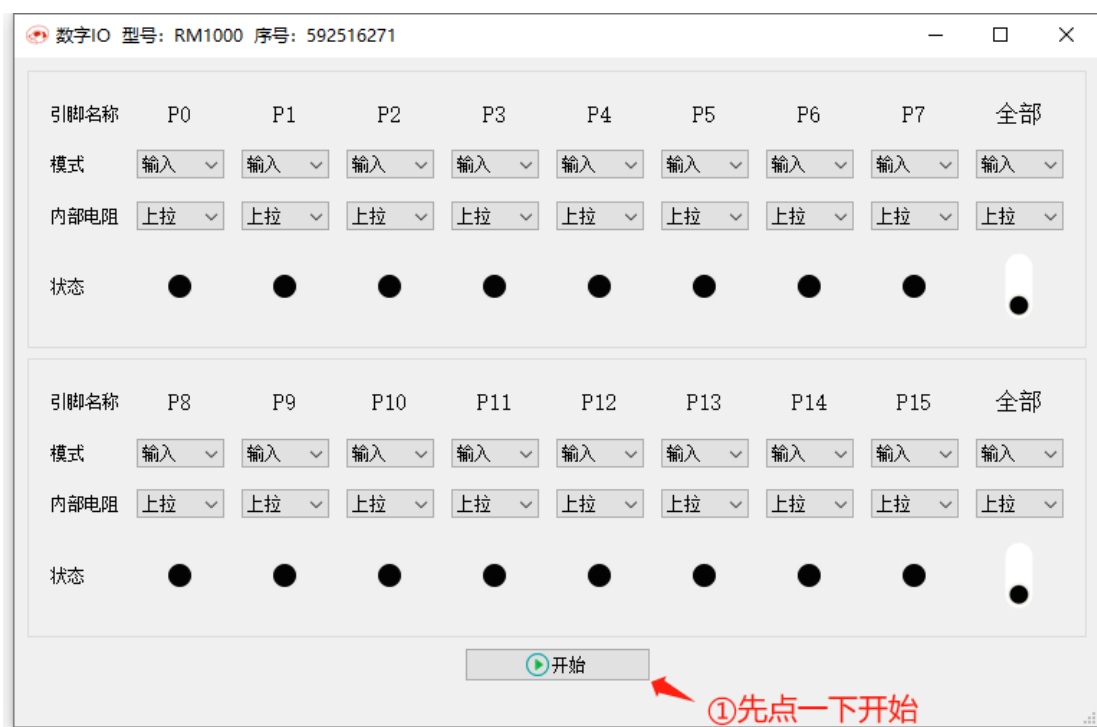 数字IO 型号：RM1000 序号：592516271
引脚名称 P0 P1 P2 P3 P4 P5 P6 P7 全部
模式 输入 输入 输入 输入 输入 输入 输入 输入 输入
内部电阻 上拉 上拉 上拉 上拉 上拉 上拉 上拉 上拉 上拉
状态
引脚名称 P8 P9 P10 P11 P12 P13 P14 P15 全部
模式 输入 输入 输入 输入 输入 输入 输入 输入 输入
内部电阻 上拉 上拉 上拉 上拉 上拉 上拉 上拉 上拉 上拉
状态
开始
①先点一下开始